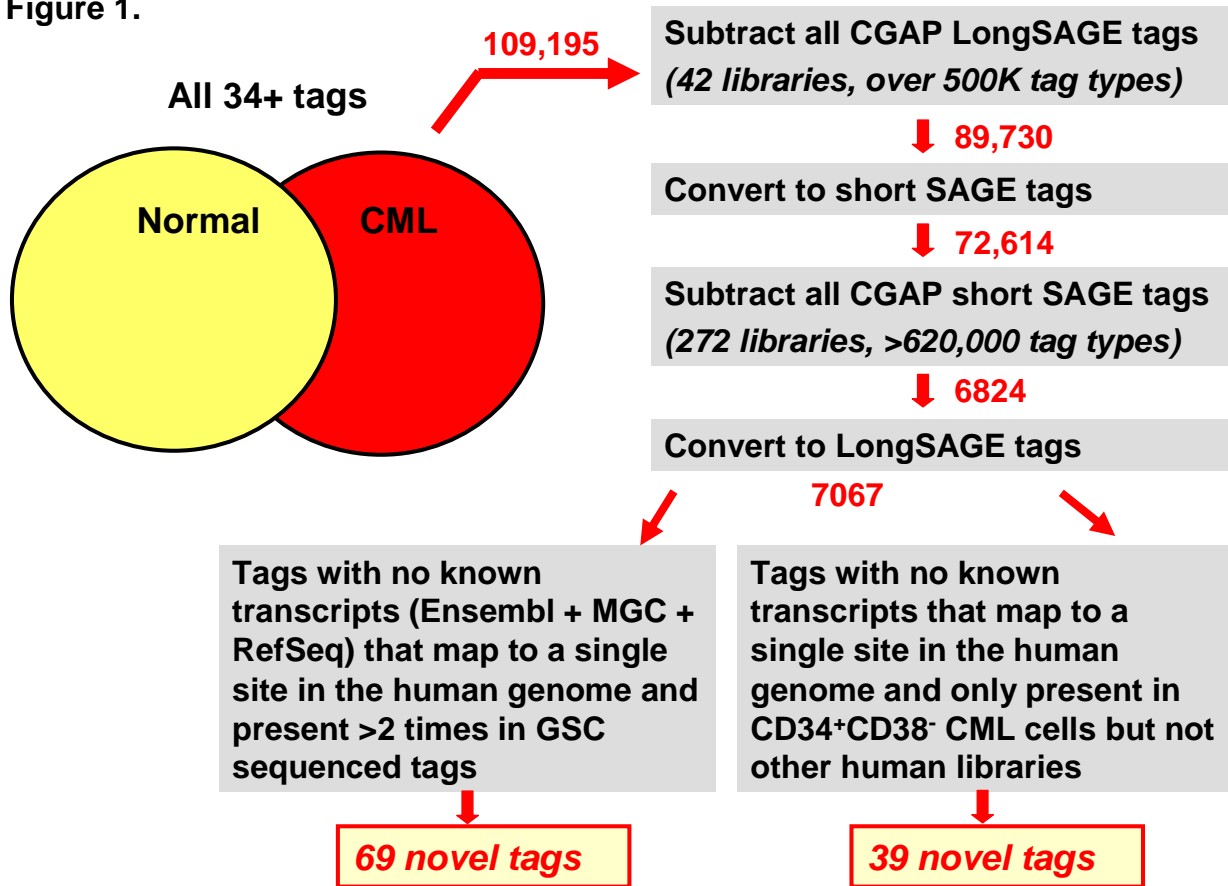 Figure 1.
All 34+ tags
Normal
CML
109,195
Subtract all CGAP LongSAGE tags
(42 libraries, over 500K tag types)
89,730
Convert to short SAGE tags
72,614
Subtract all CGAP short SAGE tags
(272 libraries, >620,000 tag types)
6824
Convert to LongSAGE tags
7067
Tags with no known
transcripts (Ensembl + MGC +
RefSeq) that map to a single
site in the human genome and
present >2 times in GSC
sequenced tags
69 novel tags
Tags with no known
transcripts that map to a
single site in the human
genome and only present in
CD34⁺CD38⁻ CML cells but not
other human libraries
39 novel tags